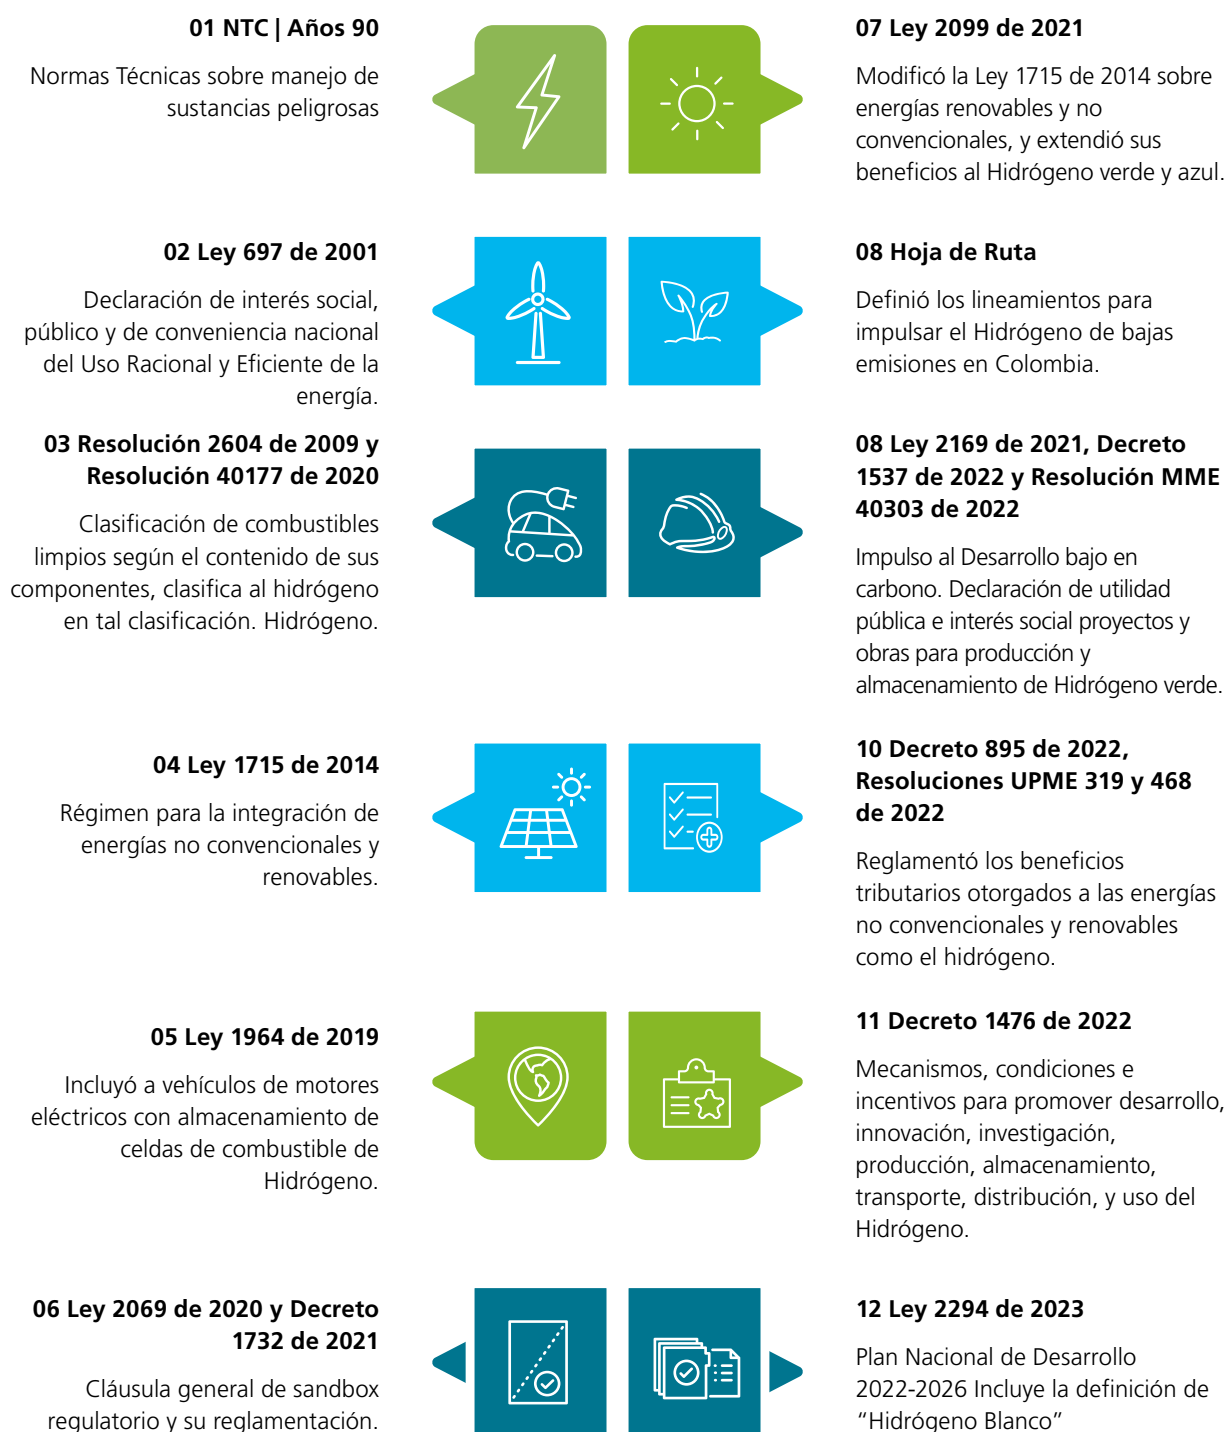 01 NTC | Años 90
Normas Técnicas sobre manejo de
sustancias peligrosas
02 Ley 697 de 2001
Declaración de interés social,
público y de conveniencia nacional
del Uso Racional y Eficiente de la
energía.
03 Resolución 2604 de 2009 y
Resolución 40177 de 2020
Clasificación de combustibles
limpios según el contenido de sus
componentes, clasifica al hidrógeno
en tal clasificación. Hidrógeno.
04 Ley 1715 de 2014
Régimen para la integración de
energías no convencionales y
renovables.
05 Ley 1964 de 2019
Incluyó a vehículos de motores
eléctricos con almacenamiento de
celdas de combustible de
Hidrógeno.
06 Ley 2069 de 2020 y Decreto
1732 de 2021
Cláusula general de sandbox
regulatorio y su reglamentación.
07 Ley 2099 de 2021
Modificó la Ley 1715 de 2014 sobre
energías renovables y no
convencionales, y extendió sus
beneficios al Hidrógeno verde y azul.
08 Hoja de Ruta
Definió los lineamientos para
impulsar el Hidrógeno de bajas
emisiones en Colombia.
08 Ley 2169 de 2021, Decreto
1537 de 2022 y Resolución MME
40303 de 2022
Impulso al Desarrollo bajo en
carbono. Declaración de utilidad
pública e interés social proyectos y
obras para producción y
almacenamiento de Hidrógeno verde.
10 Decreto 895 de 2022,
Resoluciones UPME 319 y 468
de 2022
Reglamentó los beneficios
tributarios otorgados a las energías
no convencionales y renovables
como el hidrógeno.
11 Decreto 1476 de 2022
Mecanismos, condiciones e
incentivos para promover desarrollo,
innovación, investigación,
producción, almacenamiento,
transporte, distribución, y uso del
Hidrógeno.
12 Ley 2294 de 2023
Plan Nacional de Desarrollo
2022-2026 Incluye la definición de
“Hidrógeno Blanco”